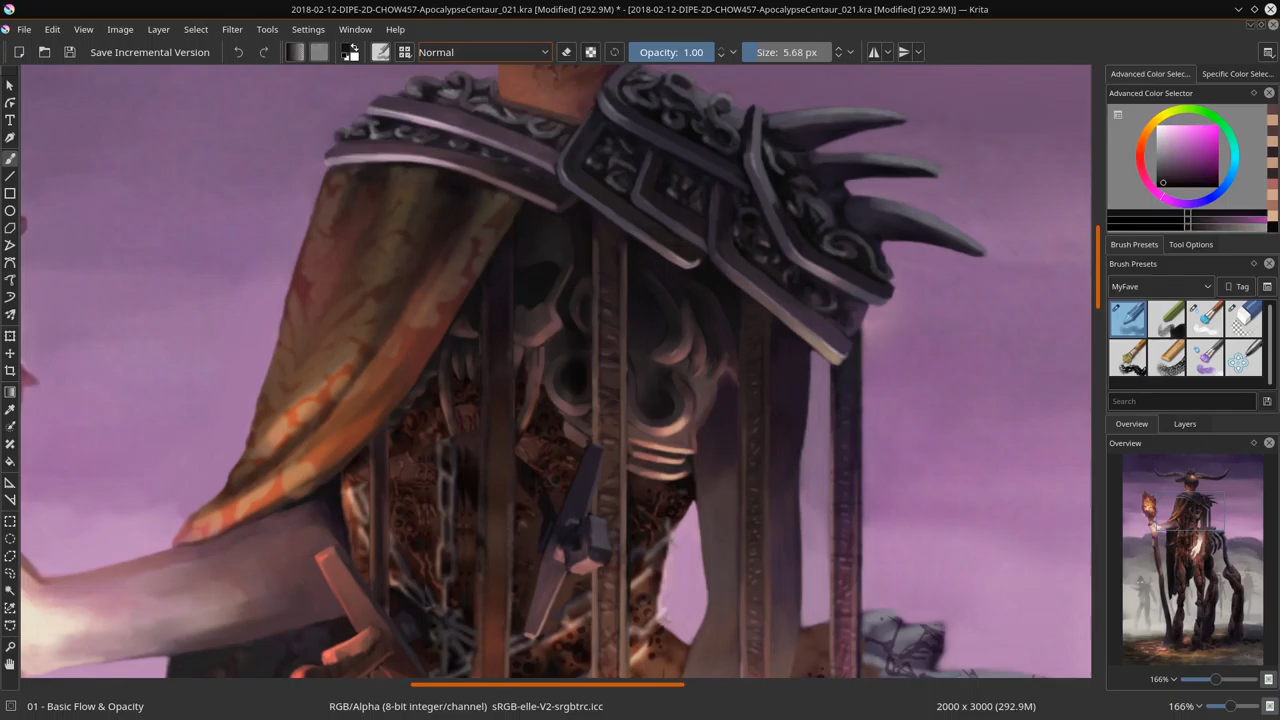 2018-02-12-DIPE-2D-CHOW457-ApocalypseCentaur_021.kra [Modified] (292.9M) * - [2018-02-12-DIPE-2D-CHOW457-ApocalypseCentaur_021.kra [Modified] (292.9M)] — Krita
File Edit View Image Layer Select Filter Tools Settings Window Help
Save Incremental Version Normal Opacity: 1.00 Size: 5.68 px
Advanced Color Selec... Specific Color Selec...
Advanced Color Selector
Brush Presets Tool Options
Brush Presets
MyFave Tag
Search
Overview Layers
Overview
166%
01 - Basic Flow & Opacity RGB/Alpha (8-bit integer/channel) sRGB-elle-V2-srgbtrc.icc 2000 x 3000 (292.9M) 166%